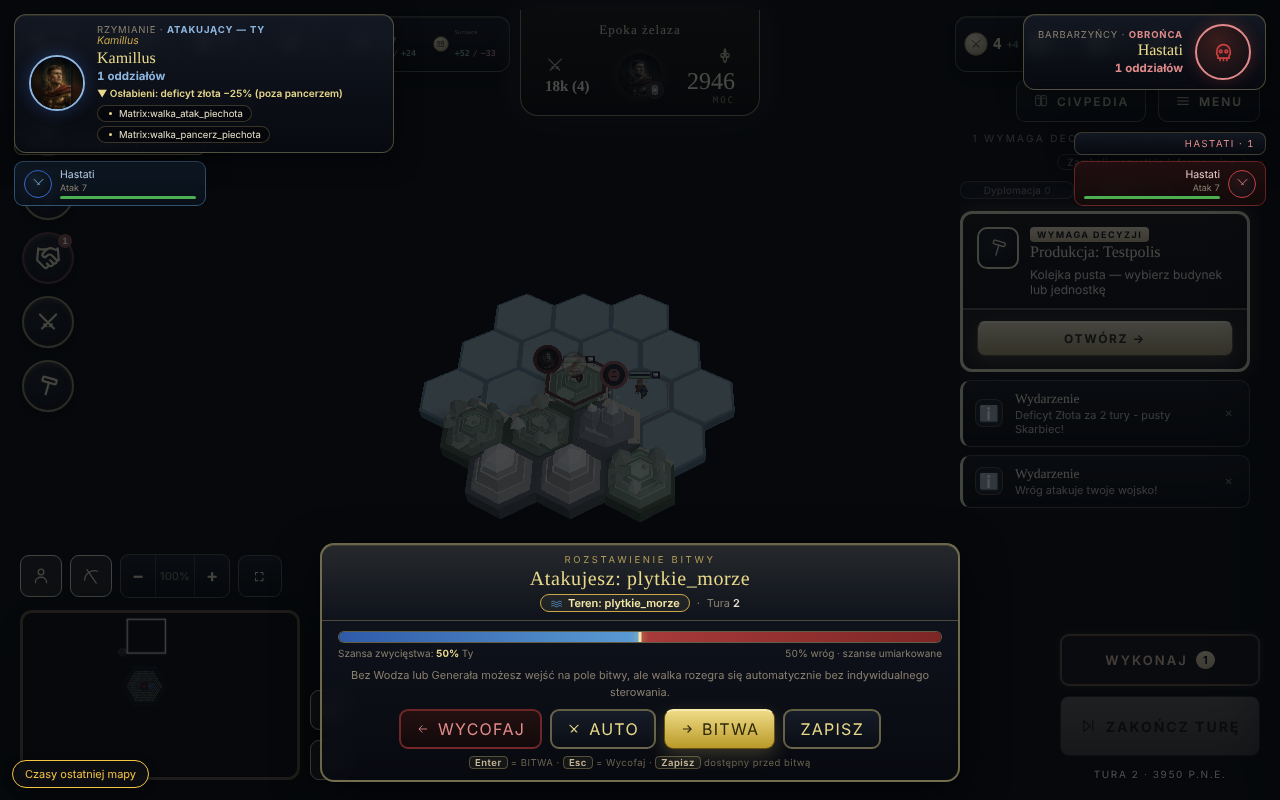 RZYMIANIE · ATAKUJĄCY — TY
Kamillus
Kamillus
1 oddziałów
▼ Osłabieni: deficyt złota −25% (poza pancerzem)
• Matrix:walka_atak_piechota
• Matrix:walka_pancerz_piechota
Hastati
Atak 7
+24
+52 / −33
Epoka żelaza
18k (4)
2946
MOC
4 +4
BARBARZYŃCY · OBROŃCA
Hastati
1 oddziałów
CIVPEDIA
MENU
1 WYMAGA DEC
HASTATI · 1
Hastati
Atak 7
Dyplomacja 0
1
WYMAGA DECYZJI
Produkcja: Testpolis
Kolejka pusta — wybierz budynek
lub jednostkę
OTWÓRZ →
Wydarzenie
Deficyt Złota za 2 tury - pusty
Skarbiec!
×
Wydarzenie
Wróg atakuje twoje wojsko!
×
− 100% +
ROZSTAWIENIE BITWY
Atakujesz: plytkie_morze
Teren: plytkie_morze · Tura 2
Szansa zwycięstwa: 50% Ty
50% wróg · szanse umiarkowane
Bez Wodza lub Generała możesz wejść na pole bitwy, ale walka rozegra się automatycznie bez indywidualnego
sterowania.
← WYCOFAJ
AUTO
→ BITWA
ZAPISZ
Enter = BITWA · Esc = Wycofaj · Zapisz dostępny przed bitwą
WYKONAJ 1
ZAKOŃCZ TURĘ
TURA 2 · 3950 P.N.E.
Czasy ostatniej mapy